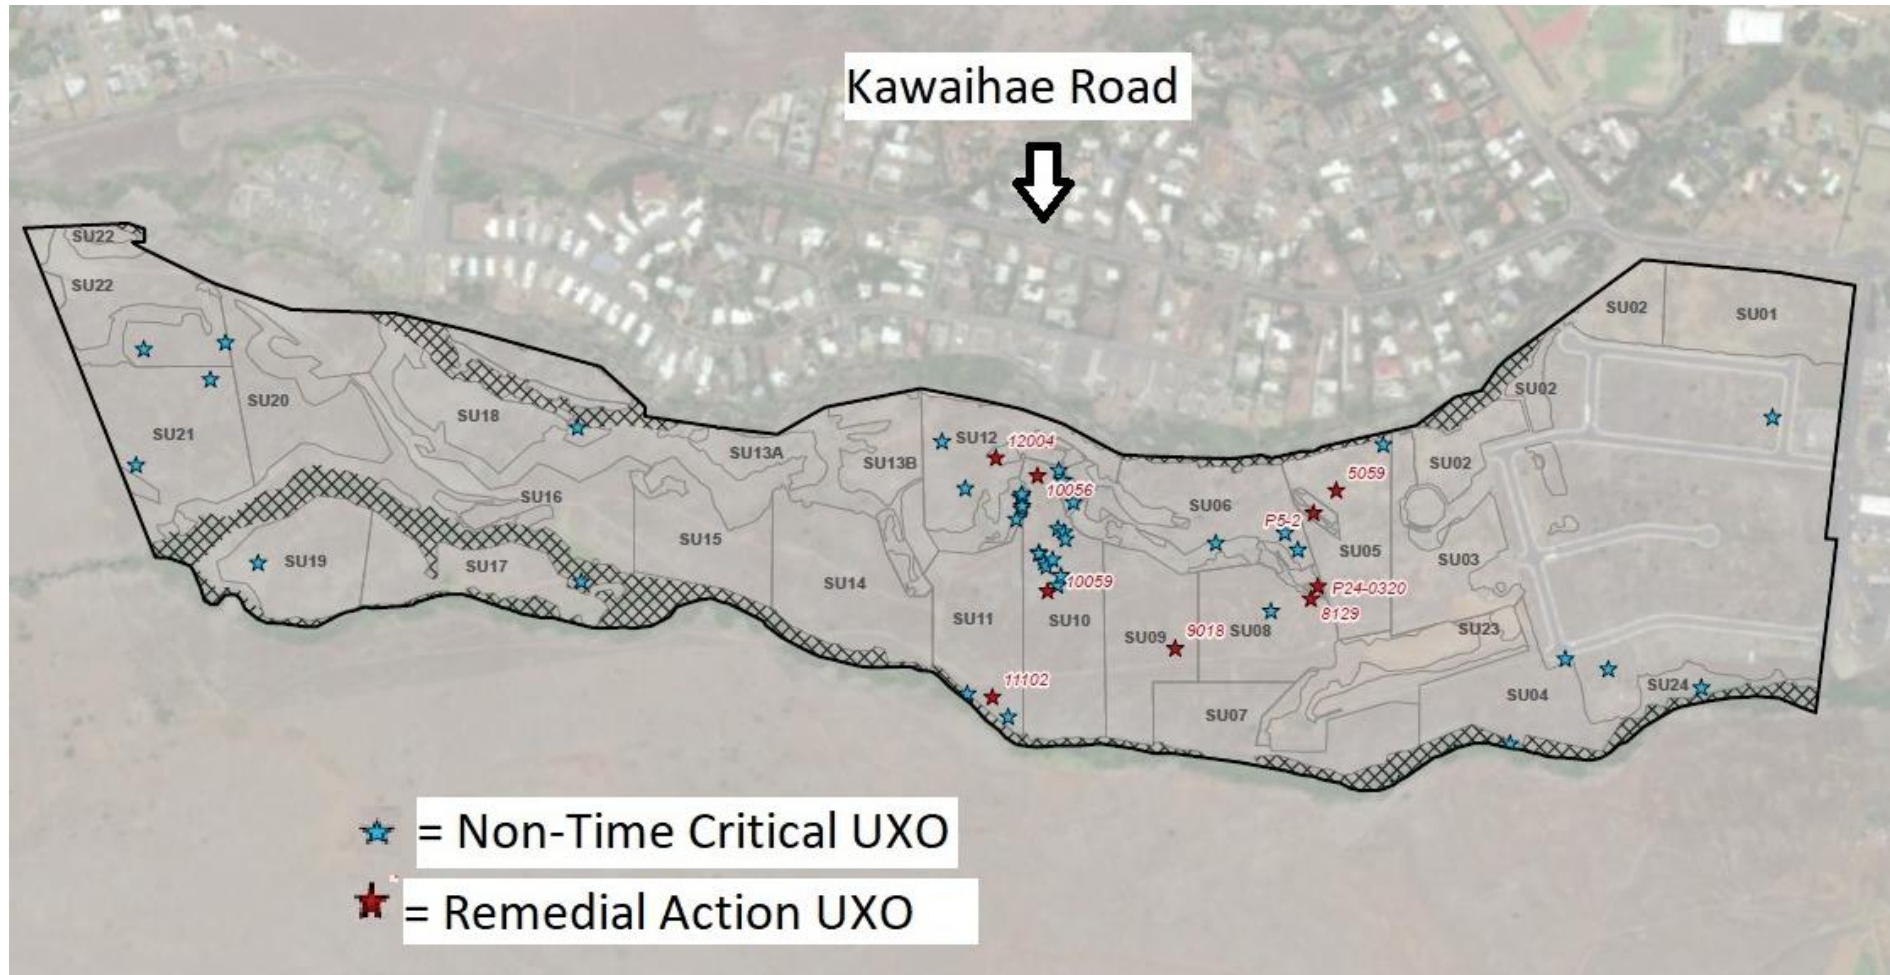 Kawaihae Road
SU22
SU22
SU02
SU01
SU20
SU18
SU02
SU21
SU13A
SU13B
SU12
12004
SU02
5059
SU16
10056
SU06
P5-2
SU15
SU05
SU19
SU17
SU14
10059
SU03
P24-0320
8129
SU11
SU10
SU09
9018
SU08
SU23
11102
SU07
SU04
SU24
= Non-Time Critical UXO
= Remedial Action UXO